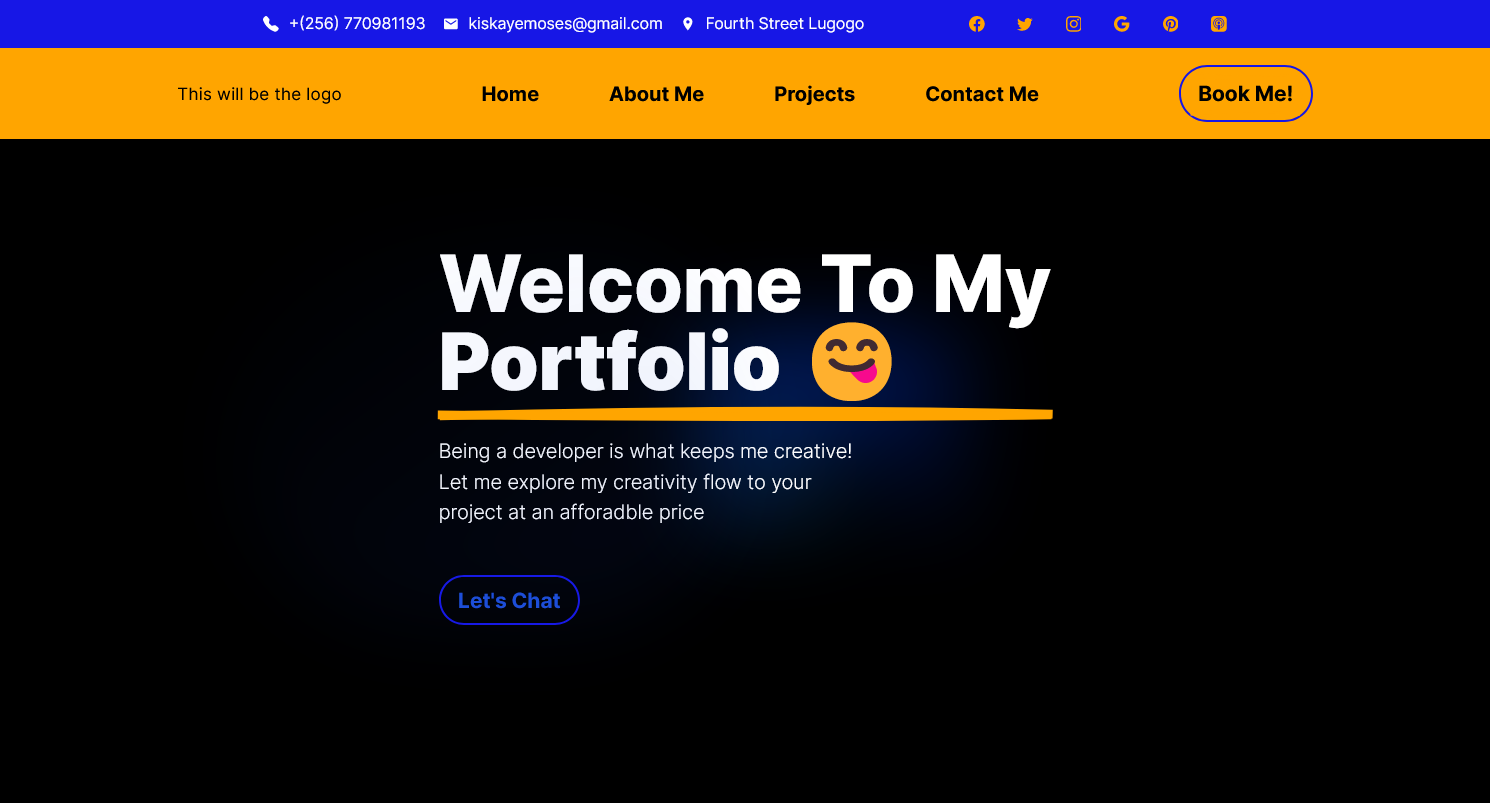 +(256) 770981193 kiskayemoses@gmail.com Fourth Street Lugogo
This will be the logo Home About Me Projects Contact Me Book Me!
Welcome To My
Portfolio 😋
Being a developer is what keeps me creative!
Let me explore my creativity flow to your
project at an afforadble price
Let's Chat